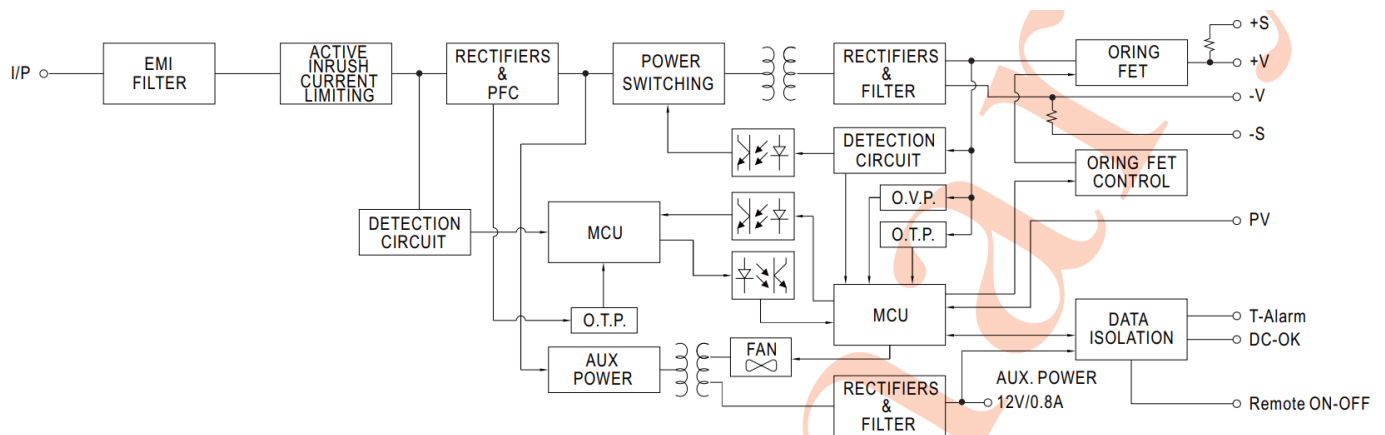 I/P
EMI
FILTER
ACTIVE
INRUSH
CURRENT
LIMITING
RECTIFIERS
&
PFC
POWER
SWITCHING
RECTIFIERS
&
FILTER
ORING
FET
+S
+V
-V
-S
DETECTION
CIRCUIT
ORING FET
CONTROL
O.V.P.
PV
DETECTION
CIRCUIT
MCU
O.T.P.
O.T.P.
MCU
DATA
ISOLATION
T-Alarm
DC-OK
AUX
POWER
FAN
RECTIFIERS
&
FILTER
AUX. POWER
12V/0.8A
Remote ON-OFF